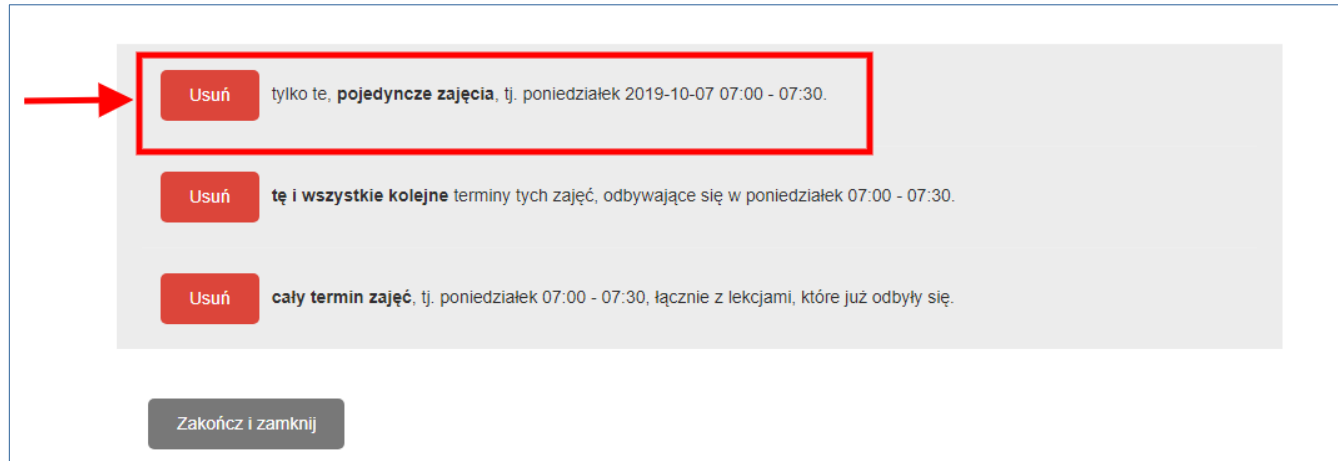 Usuń tylko te, pojedyncze zajęcia, tj. poniedziałek 2019-10-07 07:00 - 07:30.
Usuń tę i wszystkie kolejne terminy tych zajęć, odbywające się w poniedziałek 07:00 - 07:30.
Usuń cały termin zajęć, tj. poniedziałek 07:00 - 07:30, łącznie z lekcjami, które już odbyły się.
Zakończ i zamknij